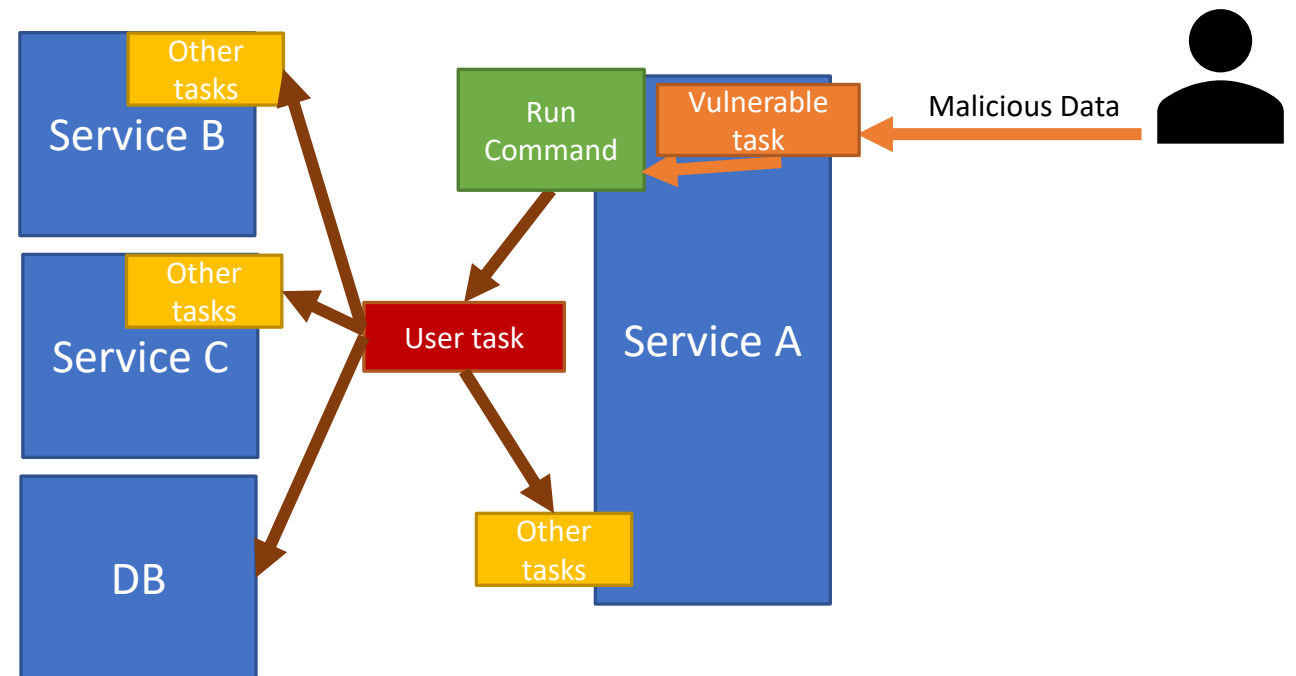 Other
tasks
Service B
Run
Command
Vulnerable
task
Malicious Data
Other
tasks
Service C
User task
Service A
Other
tasks
DB